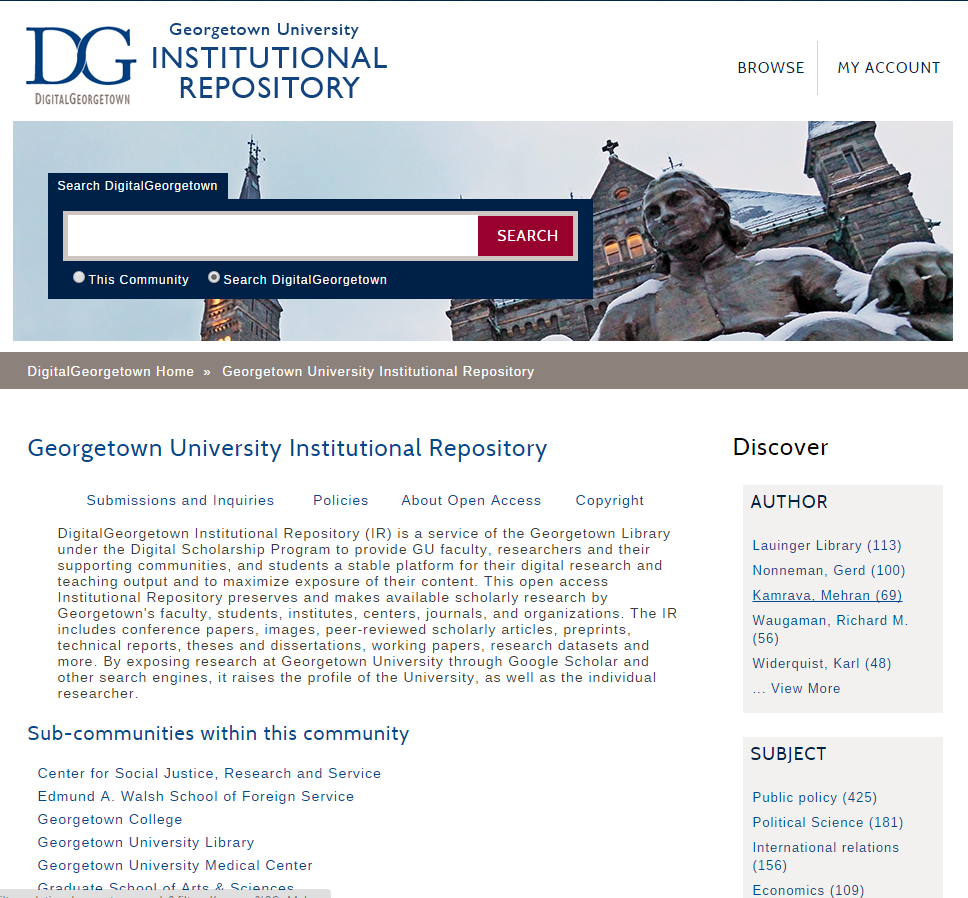 Georgetown University
INSTITUTIONAL
REPOSITORY
DG
DIGITALGEORGETOWN
BROWSE
MY ACCOUNT
Search DigitalGeorgetown
SEARCH
This Community
Search DigitalGeorgetown
DigitalGeorgetown Home » Georgetown University Institutional Repository
Georgetown University Institutional Repository
Submissions and Inquiries
Policies
About Open Access
Copyright
DigitalGeorgetown Institutional Repository (IR) is a service of the Georgetown Library
under the Digital Scholarship Program to provide GU faculty, researchers and their
supporting communities, and students a stable platform for their digital research and
teaching output and to maximize exposure of their content. This open access
Institutional Repository preserves and makes available scholarly research by
Georgetown's faculty, students, institutes, centers, journals, and organizations. The IR
includes conference papers, images, peer-reviewed scholarly articles, preprints,
technical reports, theses and dissertations, working papers, research datasets and
more. By exposing research at Georgetown University through Google Scholar and
other search engines, it raises the profile of the University, as well as the individual
researcher.
Sub-communities within this community
Center for Social Justice, Research and Service
Edmund A. Walsh School of Foreign Service
Georgetown College
Georgetown University Library
Georgetown University Medical Center
Graduate School of Arts & Sciences
Discover
AUTHOR
Lauinger Library (113)
Nonneman, Gerd (100)
Kamrava, Mehran (69)
Waugaman, Richard M.
(56)
Widerquist, Karl (48)
... View More
SUBJECT
Public policy (425)
Political Science (181)
International relations
(156)
Economics (109)